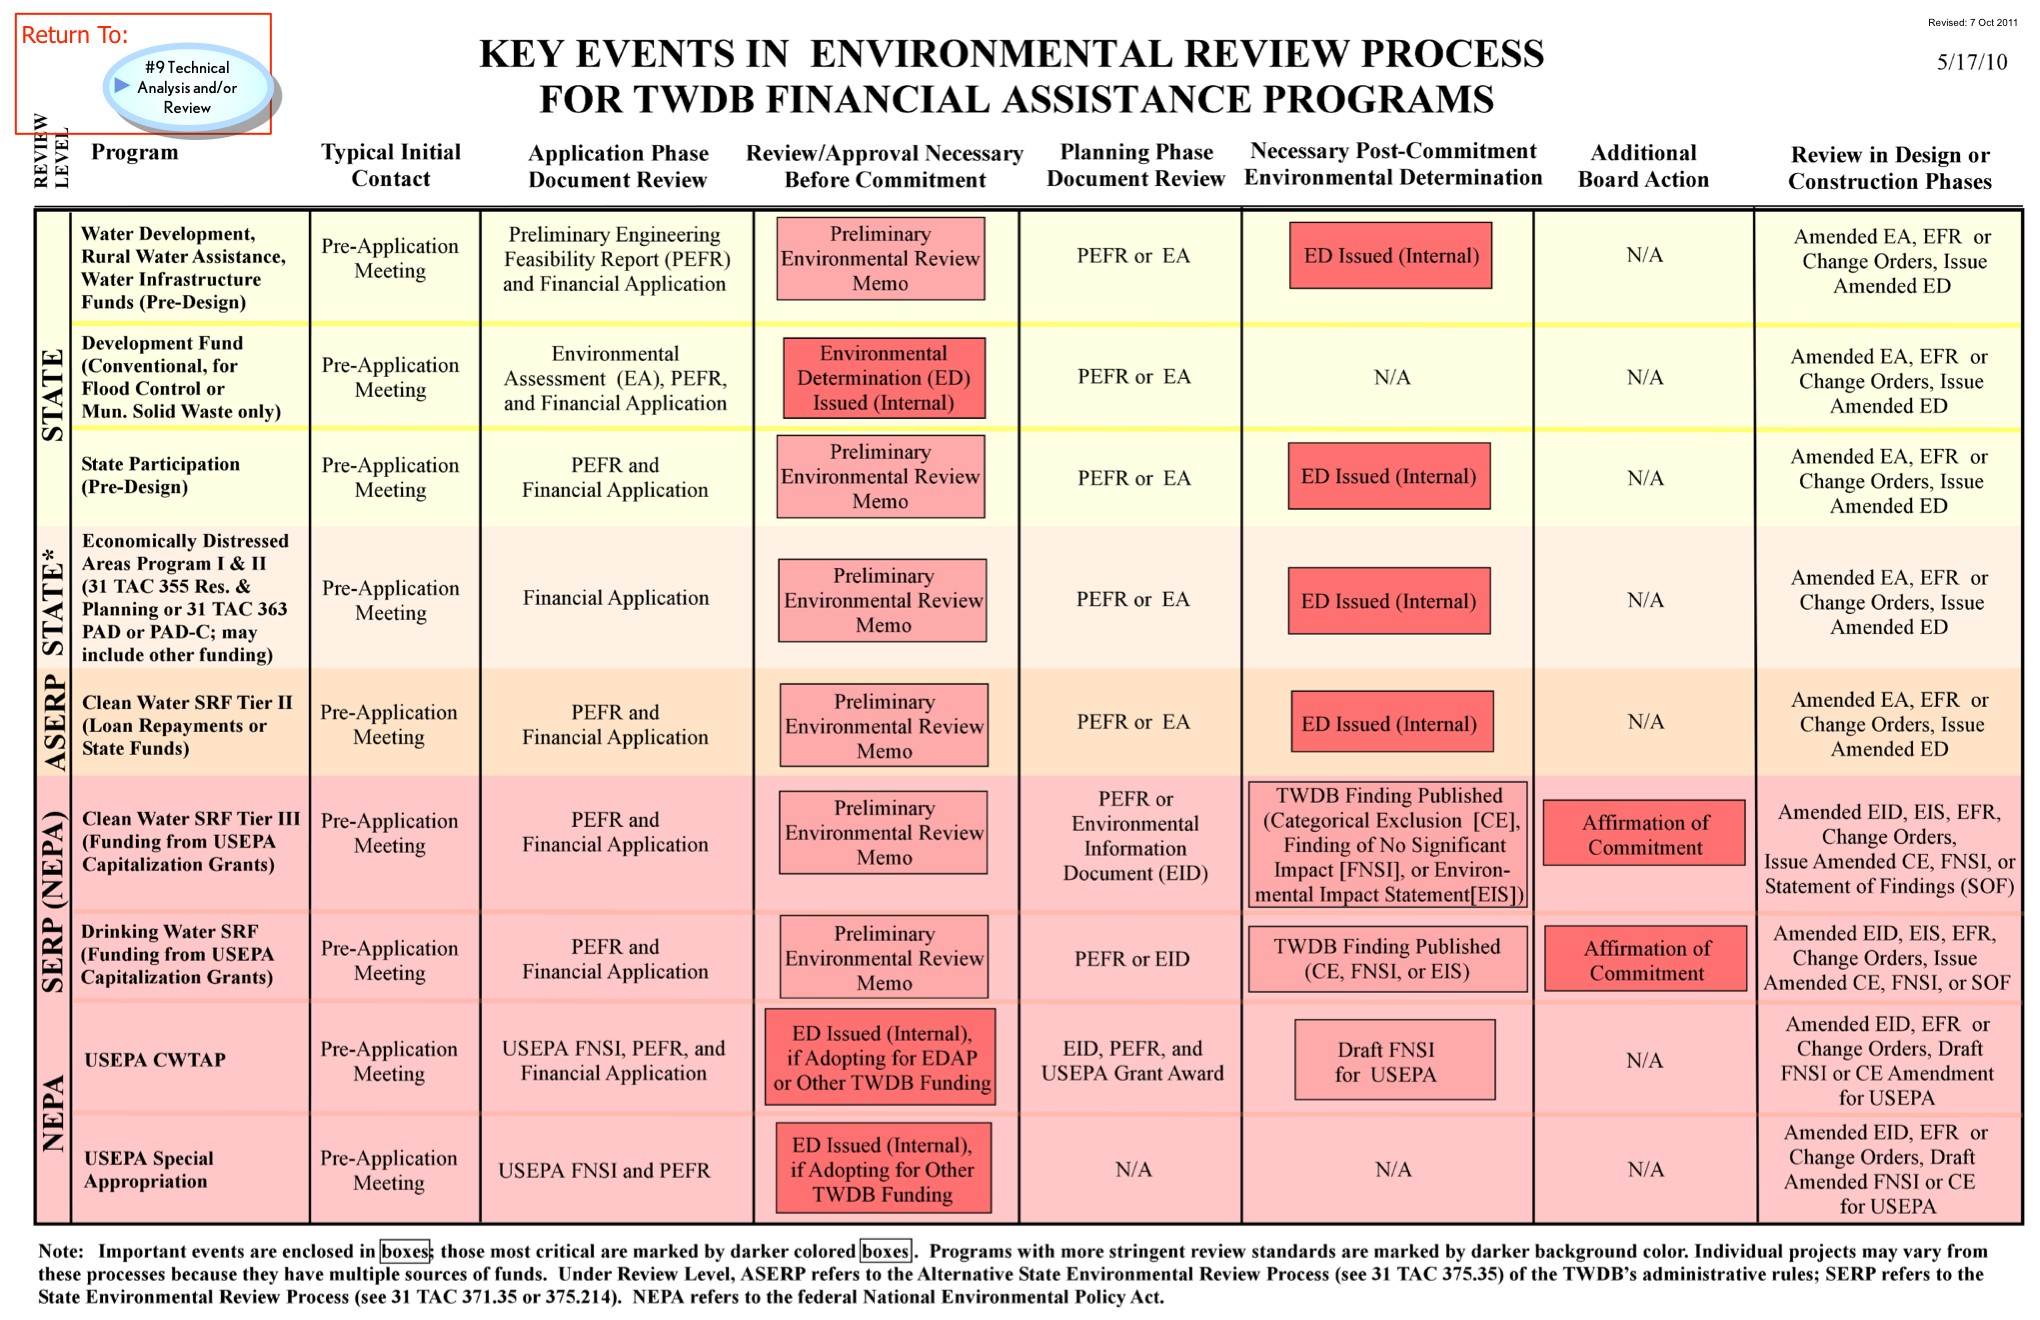 Revised: 7 Oct 2011
Return To:
#9 Technical
Analysis and/or
Review
KEY EVENTS IN ENVIRONMENTAL REVIEW PROCESS
FOR TWDB FINANCIAL ASSISTANCE PROGRAMS
5/17/10
REVIEW
LEVEL
Program
Typical Initial
Contact
Application Phase
Document Review
Review/Approval Necessary
Before Commitment
Planning Phase
Document Review
Necessary Post-Commitment
Environmental Determination
Additional
Board Action
Review in Design or
Construction Phases
STATE
Water Development,
Rural Water Assistance,
Water Infrastructure
Funds (Pre-Design)
Pre-Application
Meeting
Preliminary Engineering
Feasibility Report (PEFR)
and Financial Application
Preliminary
Environmental Review
Memo
PEFR or EA
ED Issued (Internal)
N/A
Amended EA, EFR or
Change Orders, Issue
Amended ED
Development Fund
(Conventional, for
Flood Control or
Mun. Solid Waste only)
Pre-Application
Meeting
Environmental
Assessment (EA), PEFR,
and Financial Application
Environmental
Determination (ED)
Issued (Internal)
PEFR or EA
N/A
N/A
Amended EA, EFR or
Change Orders, Issue
Amended ED
State Participation
(Pre-Design)
Pre-Application
Meeting
PEFR and
Financial Application
Preliminary
Environmental Review
Memo
PEFR or EA
ED Issued (Internal)
N/A
Amended EA, EFR or
Change Orders, Issue
Amended ED
STATE*
Economically Distressed
Areas Program I & II
(31 TAC 355 Res. &
Planning or 31 TAC 363
PAD or PAD-C; may
include other funding)
Pre-Application
Meeting
Financial Application
Preliminary
Environmental Review
Memo
PEFR or EA
ED Issued (Internal)
N/A
Amended EA, EFR or
Change Orders, Issue
Amended ED
ASERP
Clean Water SRF Tier II
(Loan Repayments or
State Funds)
Pre-Application
Meeting
PEFR and
Financial Application
Preliminary
Environmental Review
Memo
PEFR or EA
ED Issued (Internal)
N/A
Amended EA, EFR or
Change Orders, Issue
Amended ED
SERP (NEPA)
Clean Water SRF Tier III
(Funding from USEPA
Capitalization Grants)
Pre-Application
Meeting
PEFR and
Financial Application
Preliminary
Environmental Review
Memo
PEFR or
Environmental
Information
Document (EID)
TWDB Finding Published
(Categorical Exclusion [CE],
Finding of No Significant
Impact [FNSI], or Environ-
mental Impact Statement[EIS])
Affirmation of
Commitment
Amended EID, EIS, EFR,
Change Orders,
Issue Amended CE, FNSI, or
Statement of Findings (SOF)
Drinking Water SRF
(Funding from USEPA
Capitalization Grants)
Pre-Application
Meeting
PEFR and
Financial Application
Preliminary
Environmental Review
Memo
PEFR or EID
TWDB Finding Published
(CE, FNSI, or EIS)
Affirmation of
Commitment
Amended EID, EIS, EFR,
Change Orders, Issue
Amended CE, FNSI, or SOF
NEPA
USEPA CWTAP
Pre-Application
Meeting
USEPA FNSI, PEFR, and
Financial Application
ED Issued (Internal),
if Adopting for EDAP
or Other TWDB Funding
EID, PEFR, and
USEPA Grant Award
Draft FNSI
for USEPA
N/A
Amended EID, EFR or
Change Orders, Draft
FNSI or CE Amendment
for USEPA
USEPA Special
Appropriation
Pre-Application
Meeting
USEPA FNSI and PEFR
ED Issued (Internal),
if Adopting for Other
TWDB Funding
N/A
N/A
N/A
Amended EID, EFR or
Change Orders, Draft
Amended FNSI or CE
for USEPA
Note: Important events are enclosed in boxes; those most critical are marked by darker colored boxes. Programs with more stringent review standards are marked by darker background color. Individual projects may vary from
these processes because they have multiple sources of funds. Under Review Level, ASERP refers to the Alternative State Environmental Review Process (see 31 TAC 375.35) of the TWDB's administrative rules; SERP refers to the
State Environmental Review Process (see 31 TAC 371.35 or 375.214). NEPA refers to the federal National Environmental Policy Act.